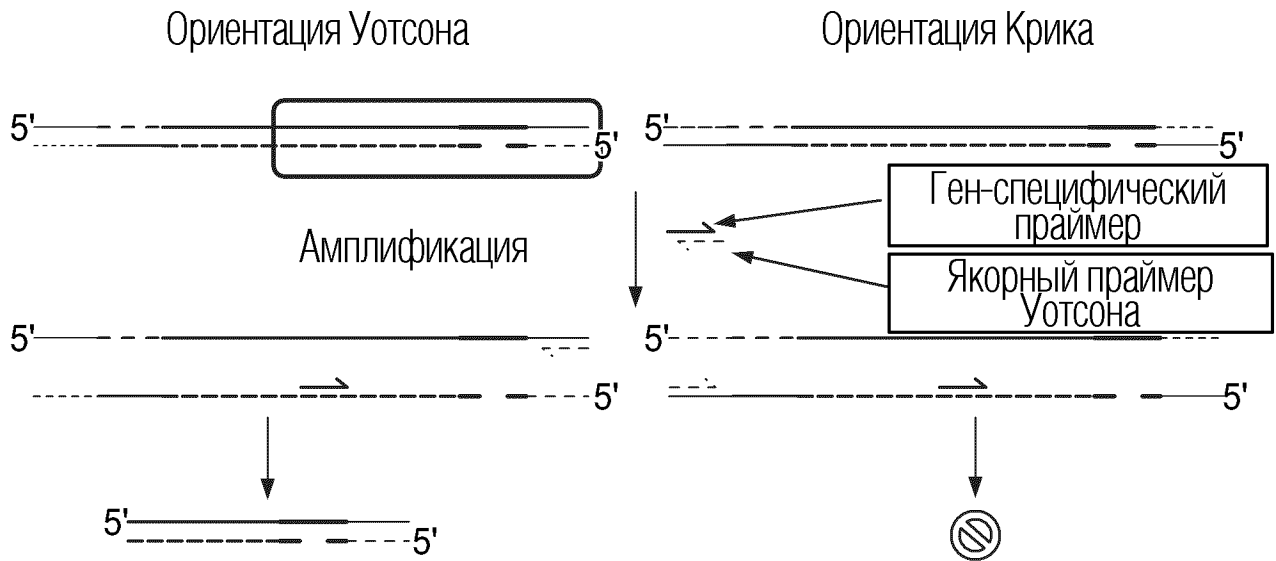 Ориентация Уотсона
Ориентация Крика
5'
5'
5'
5'
Ген-специфический
праймер
Амплификация
Якорный праймер
Уотсона
5'
5'
5'
5'
5'
5'